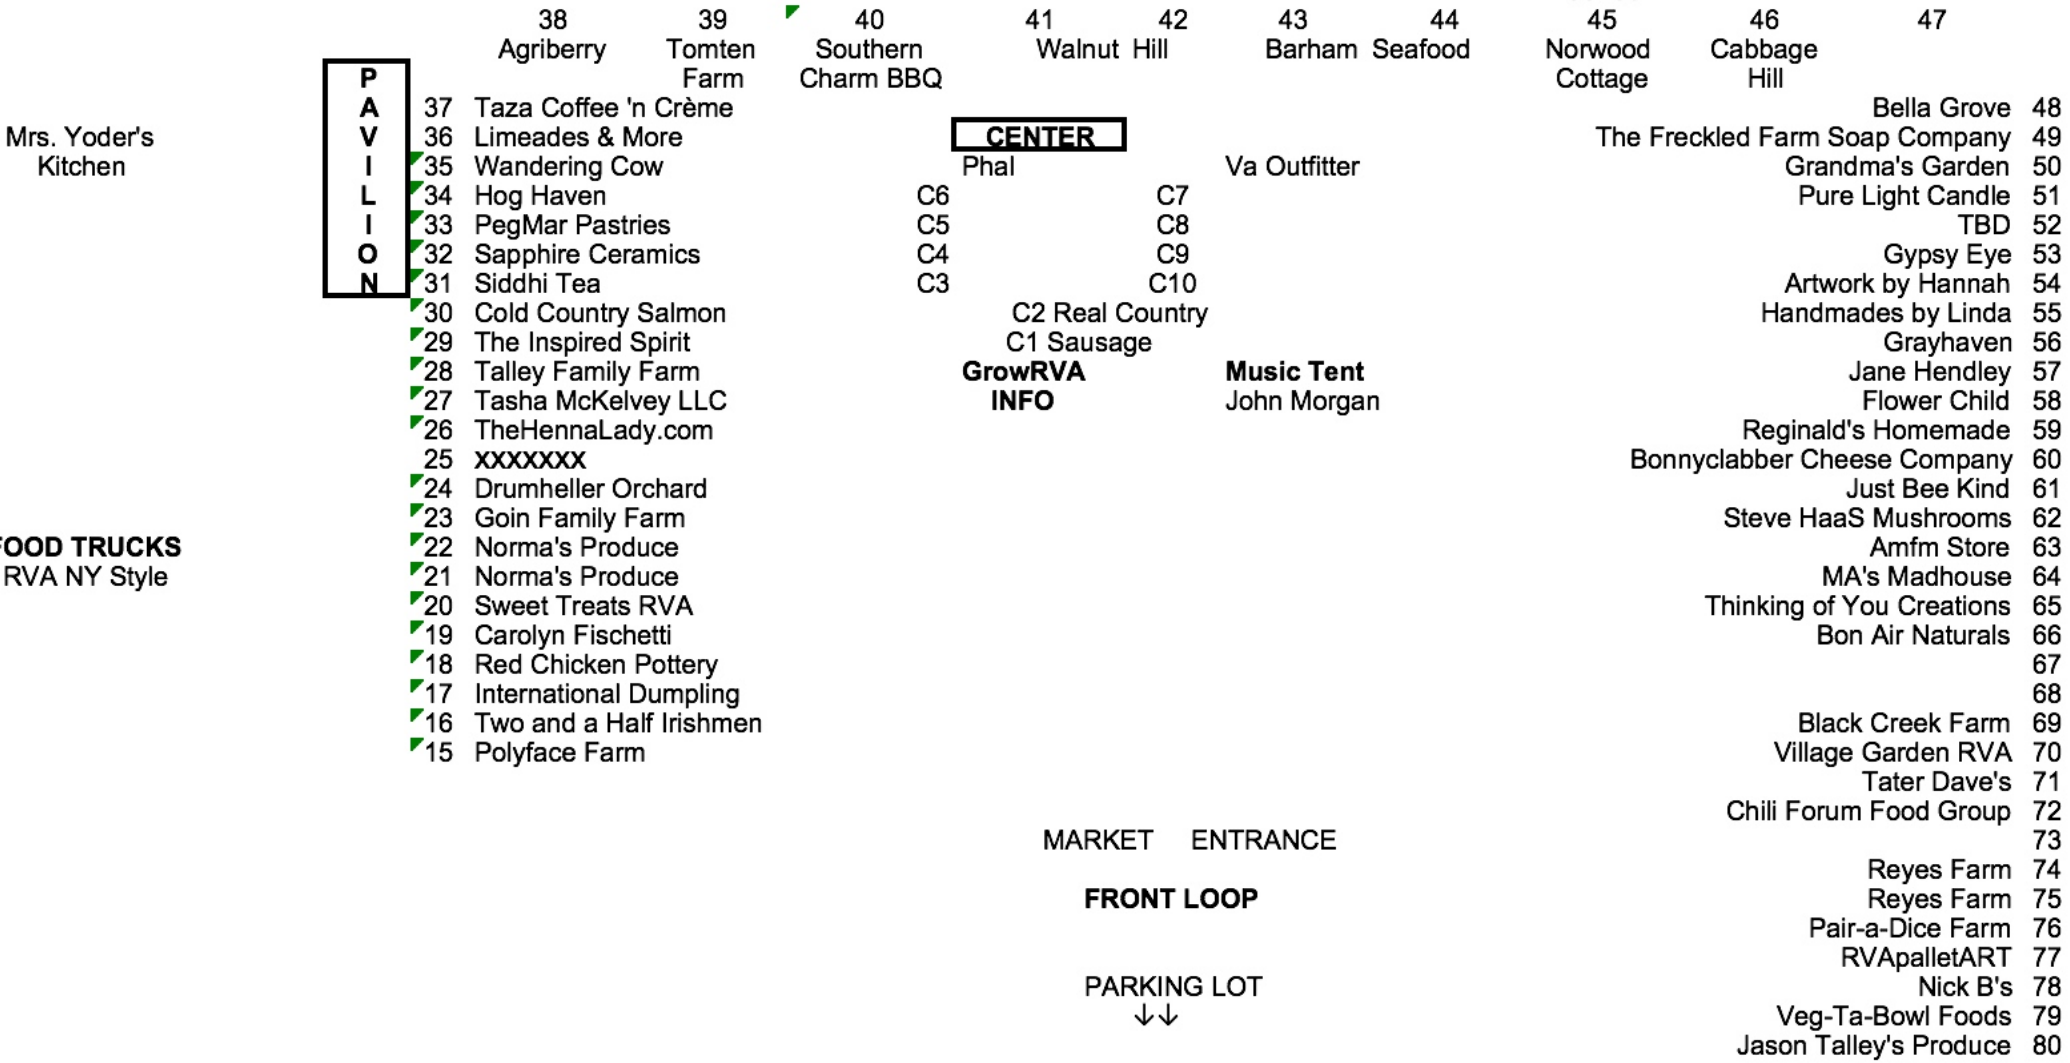 38 39 40 41 42 43 44 45 46 47
Agriberry Tomten Southern Walnut Hill Barham Seafood Norwood Cabbage
P Farm Charm BBQ Cottage Hill
A 37 Taza Coffee 'n Crème Bella Grove 48
Mrs. Yoder's V 36 Limeades & More CENTER The Freckled Farm Soap Company 49
Kitchen I 35 Wandering Cow Phal Va Outfitter Grandma's Garden 50
L 34 Hog Haven C6 C7 Pure Light Candle 51
I 33 PegMar Pastries C5 C8 TBD 52
O 32 Sapphire Ceramics C4 C9 Gypsy Eye 53
N 31 Siddhi Tea C3 C10 Artwork by Hannah 54
30 Cold Country Salmon C2 Real Country Handmades by Linda 55
29 The Inspired Spirit C1 Sausage Grayhaven 56
28 Talley Family Farm GrowRVA Music Tent Jane Hendley 57
27 Tasha McKelvey LLC INFO John Morgan Flower Child 58
26 TheHennaLady.com Reginald's Homemade 59
25 XXXXXXX Bonnyclabber Cheese Company 60
24 Drumheller Orchard Just Bee Kind 61
23 Goin Family Farm Steve HaaS Mushrooms 62
FOOD TRUCKS 22 Norma's Produce Amfm Store 63
RVA NY Style 21 Norma's Produce MA's Madhouse 64
20 Sweet Treats RVA Thinking of You Creations 65
19 Carolyn Fischetti Bon Air Naturals 66
18 Red Chicken Pottery 67
17 International Dumpling 68
16 Two and a Half Irishmen Black Creek Farm 69
15 Polyface Farm Village Garden RVA 70
Tater Dave's 71
Chili Forum Food Group 72
MARKET ENTRANCE 73
Reyes Farm 74
FRONT LOOP Reyes Farm 75
Pair-a-Dice Farm 76
RVApalletART 77
PARKING LOT Nick B's 78
↓↓ Veg-Ta-Bowl Foods 79
Jason Talley's Produce 80